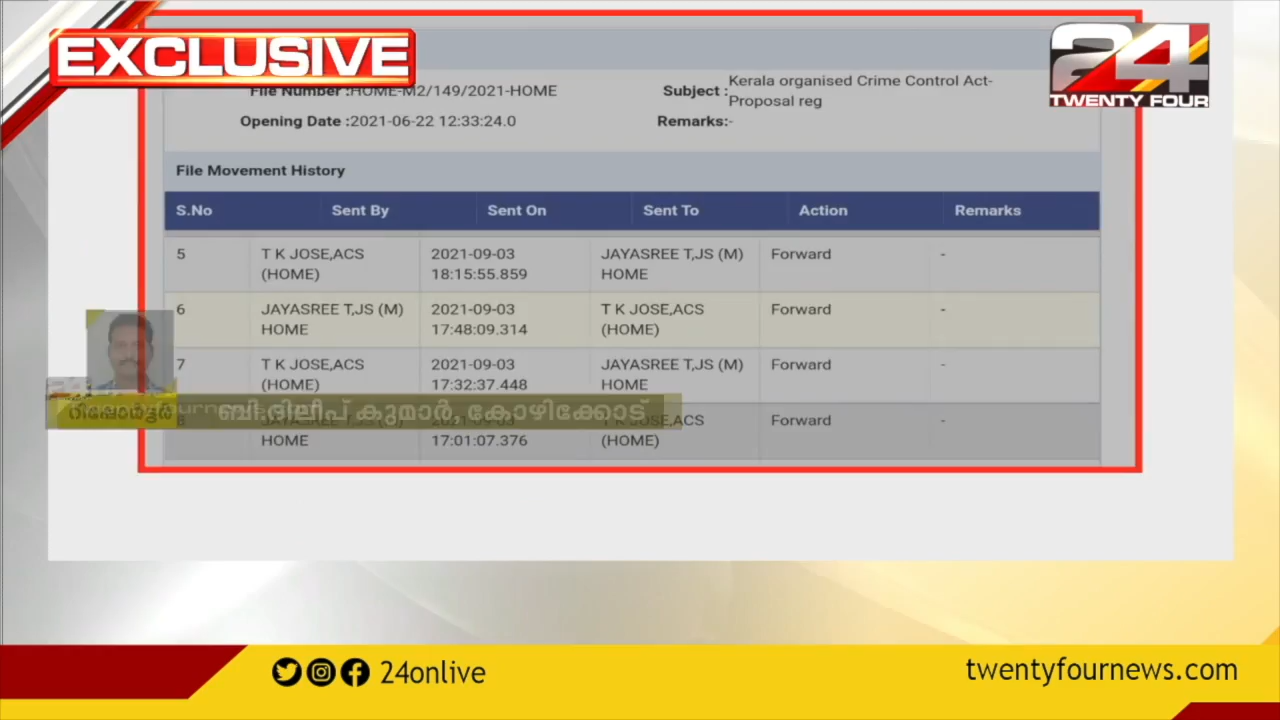 EXCLUSIVE
24
TWENTY FOUR
File Number :HOME-M2/149/2021-HOME
Subject : Kerala organised Crime Control Act-
Proposal reg
Opening Date :2021-06-22 12:33:24.0
Remarks:-
File Movement History
S.No Sent By Sent On Sent To Action Remarks
5 T K JOSE,ACS 2021-09-03 JAYASREE T,JS (M) Forward -
(HOME) 18:15:55.859 HOME
6 JAYASREE T,JS (M) 2021-09-03 T K JOSE,ACS Forward -
HOME 17:48:09.314 (HOME)
7 T K JOSE,ACS 2021-09-03 JAYASREE T,JS (M) Forward -
(HOME) 17:32:37.448 HOME
24
റിപ്പോർട്ടർ ബി.ദിലീപ് കുമാർ, കോഴിക്കോട്
8 ACS Forward -
HOME 17:01:07.376 (HOME)
24onlive
twentyfournews.com